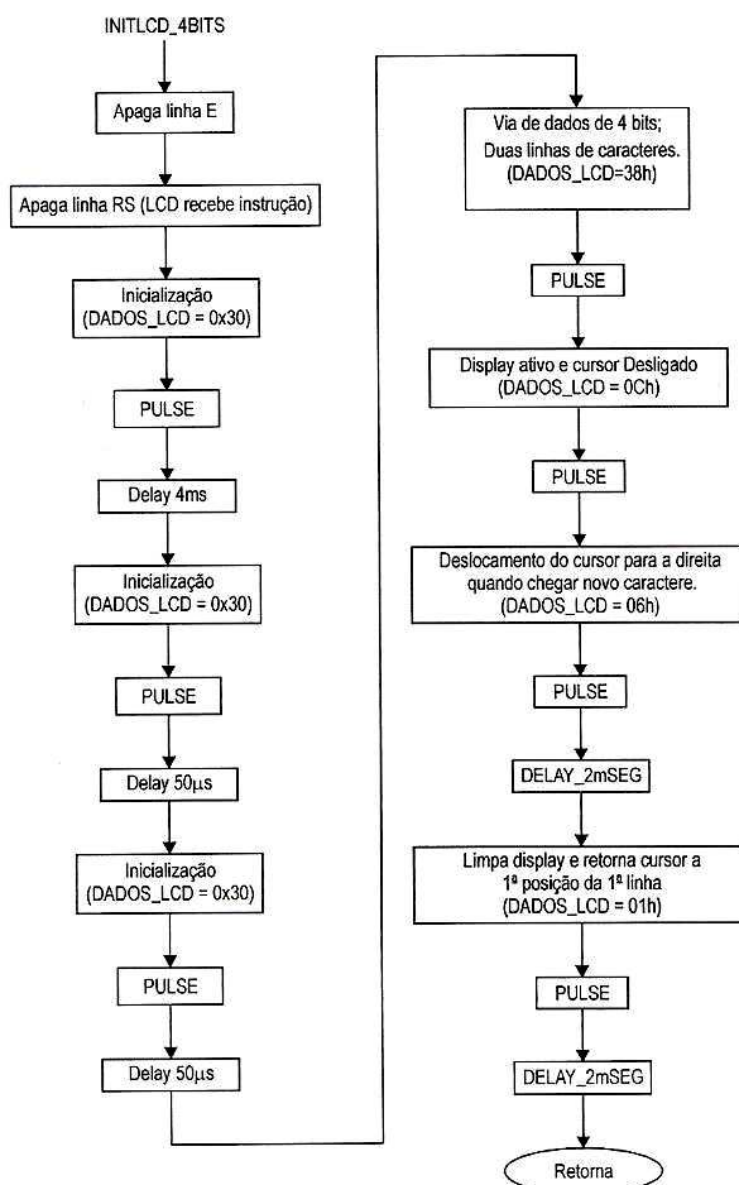 INITLCD_4BITS
Apaga linha E
Apaga linha RS (LCD recebe instrução)
Inicialização
(DADOS_LCD = 0x30)
PULSE
Delay 4ms
Inicialização
(DADOS_LCD = 0x30)
PULSE
Delay 50µs
Inicialização
(DADOS_LCD = 0x30)
PULSE
Delay 50µs
Via de dados de 4 bits;
Duas linhas de caracteres.
(DADOS_LCD=38h)
PULSE
Display ativo e cursor Desligado
(DADOS_LCD = 0Ch)
PULSE
Deslocamento do cursor para a direita
quando chegar novo caractere.
(DADOS_LCD = 06h)
PULSE
DELAY_2mSEG
Limpa display e retorna cursor a
1ª posição da 1ª linha
(DADOS_LCD = 01h)
PULSE
DELAY_2mSEG
Retorna